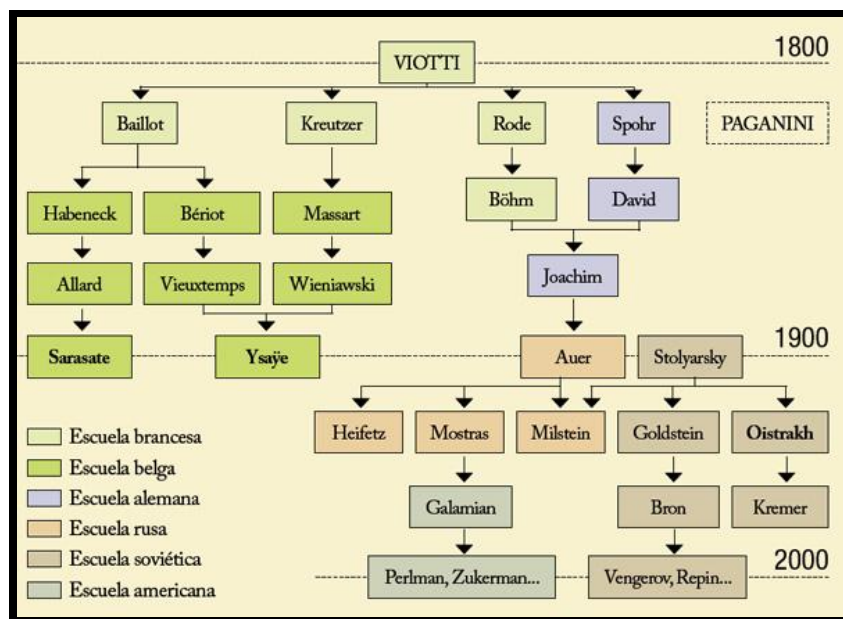 1800
VIOTTI
Baillot
Kreutzer
Rode
Spohr
PAGANINI
Habeneck
Bériot
Massart
Böhm
David
Allard
Vieuxtemps
Wieniawski
Joachim
1900
Sarasate
Ysaÿe
Auer
Stolyarsky
Heifetz
Mostras
Milstein
Goldstein
Oistrakh
Galamian
Bron
Kremer
2000
Perlman, Zukerman...
Vengerov, Repin...
Escuela brancesa
Escuela belga
Escuela alemana
Escuela rusa
Escuela soviética
Escuela americana